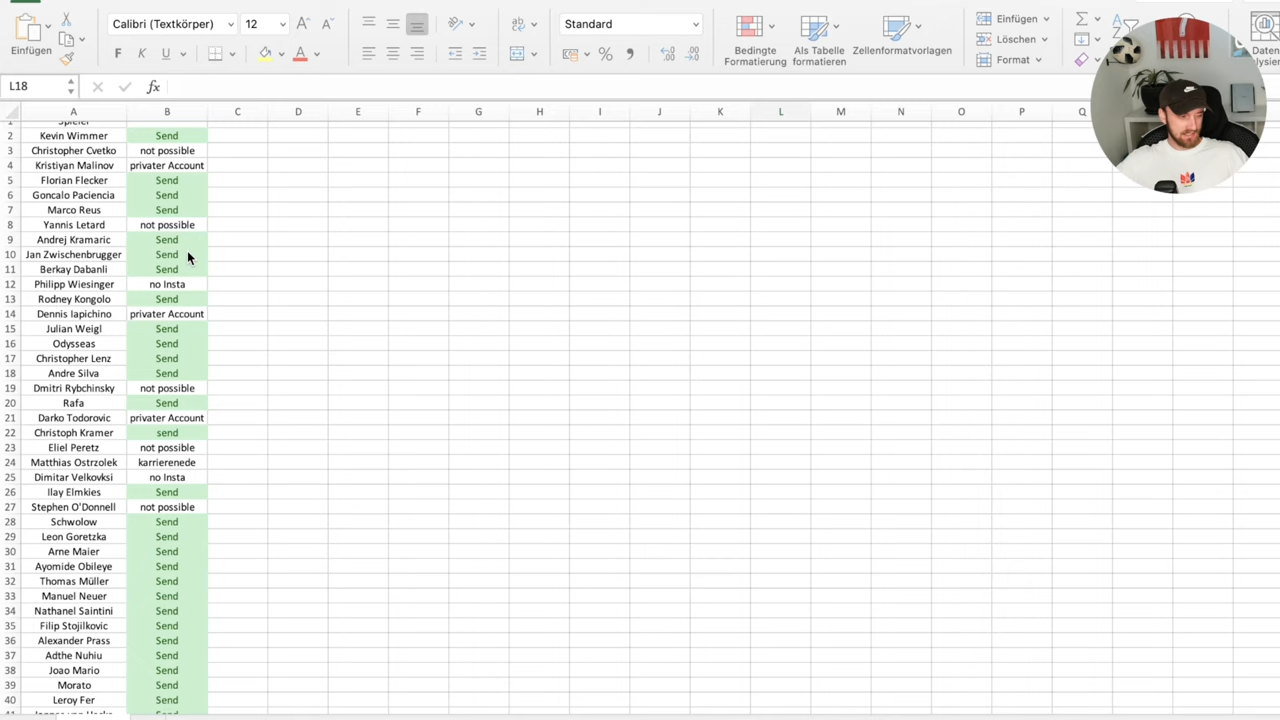 Calibri (Textkörper) 12 A A Standard Einfügen
Löschen
Format
Einfügen F K U Bedingte Formatierung Als Tabelle formatieren Zellenformatvorlagen Daten
L18 fx
A B C D E F G H I J K L M N O P Q
1 Spieler
2 Kevin Wimmer Send
3 Christopher Cvetko not possible
4 Kristiyan Malinov privater Account
5 Florian Flecker Send
6 Goncalo Paciencia Send
7 Marco Reus Send
8 Yannis Letard not possible
9 Andrej Kramaric Send
10 Jan Zwischenbrugger Send
11 Berkay Dabanli Send
12 Philipp Wiesinger no Insta
13 Rodney Kongolo Send
14 Dennis Iapichino privater Account
15 Julian Weigl Send
16 Odysseas Send
17 Christopher Lenz Send
18 Andre Silva Send
19 Dmitri Rybchinsky not possible
20 Rafa Send
21 Darko Todorovic privater Account
22 Christoph Kramer send
23 Eliel Peretz not possible
24 Matthias Ostrzolek karrierenede
25 Dimitar Velkovksi no Insta
26 Ilay Elmkies Send
27 Stephen O'Donnell not possible
28 Schwolow Send
29 Leon Goretzka Send
30 Arne Maier Send
31 Ayomide Obileye Send
32 Thomas Müller Send
33 Manuel Neuer Send
34 Nathanel Saintini Send
35 Filip Stojilkovic Send
36 Alexander Prass Send
37 Adthe Nuhiu Send
38 Joao Mario Send
39 Morato Send
40 Leroy Fer Send